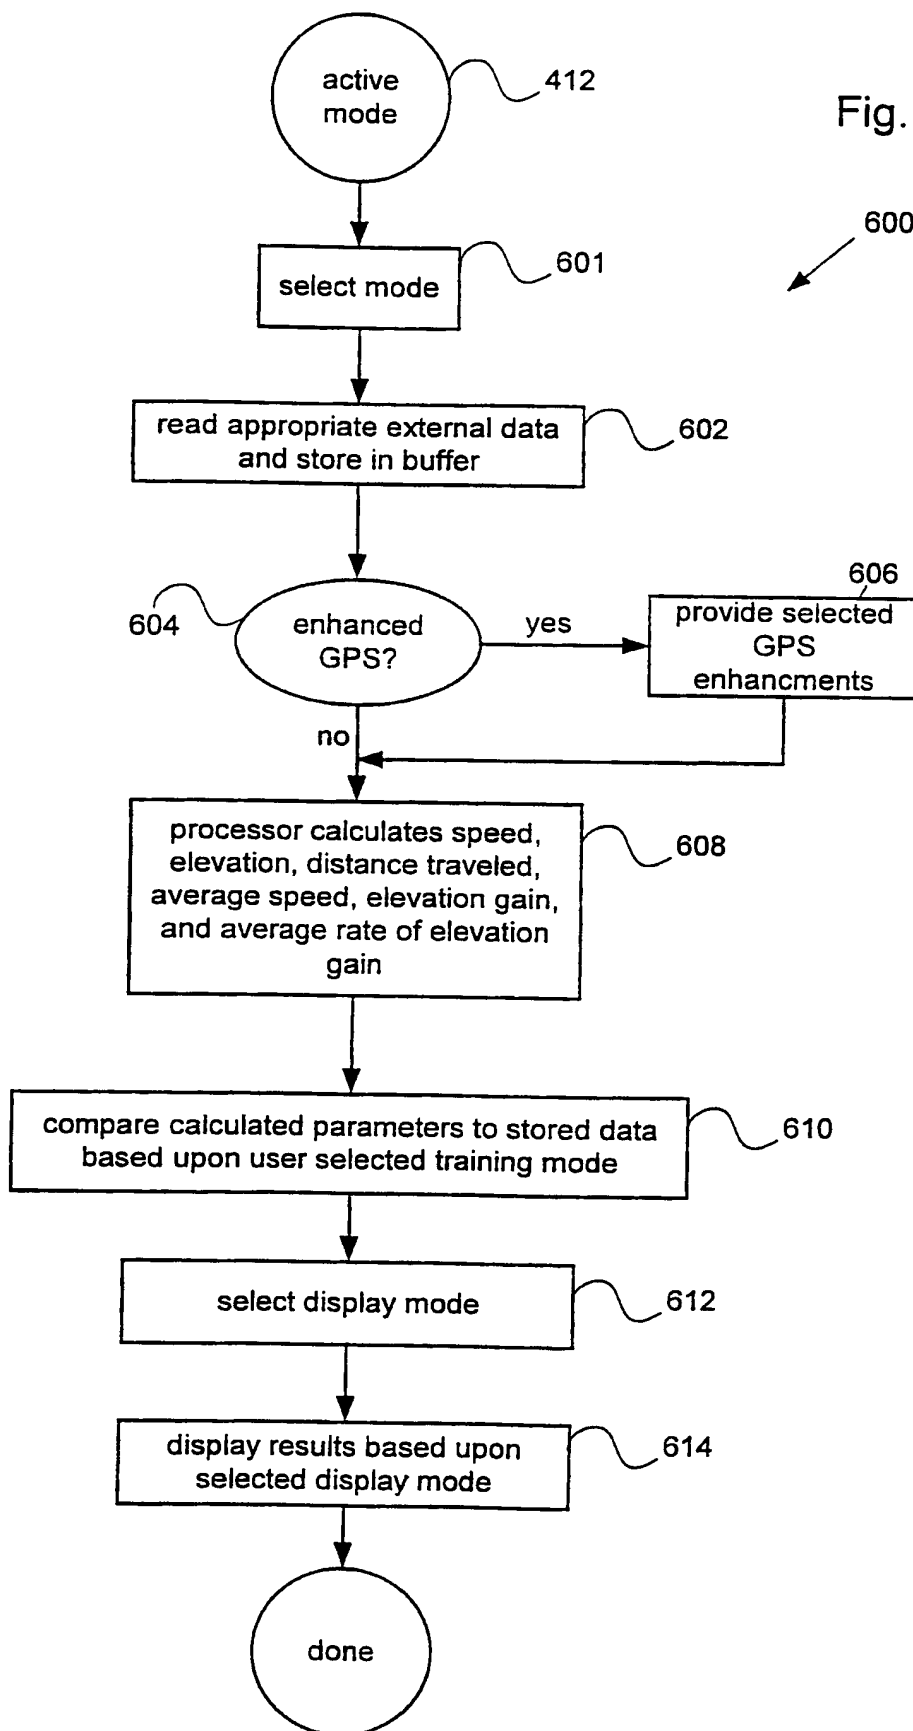 active
mode
412
Fig.
600
select mode
601
read appropriate external data
and store in buffer
602
enhanced
GPS?
604
yes
606
provide selected
GPS
enhancments
no
processor calculates speed,
elevation, distance traveled,
average speed, elevation gain,
and average rate of elevation
gain
608
compare calculated parameters to stored data
based upon user selected training mode
610
select display mode
612
display results based upon
selected display mode
614
done